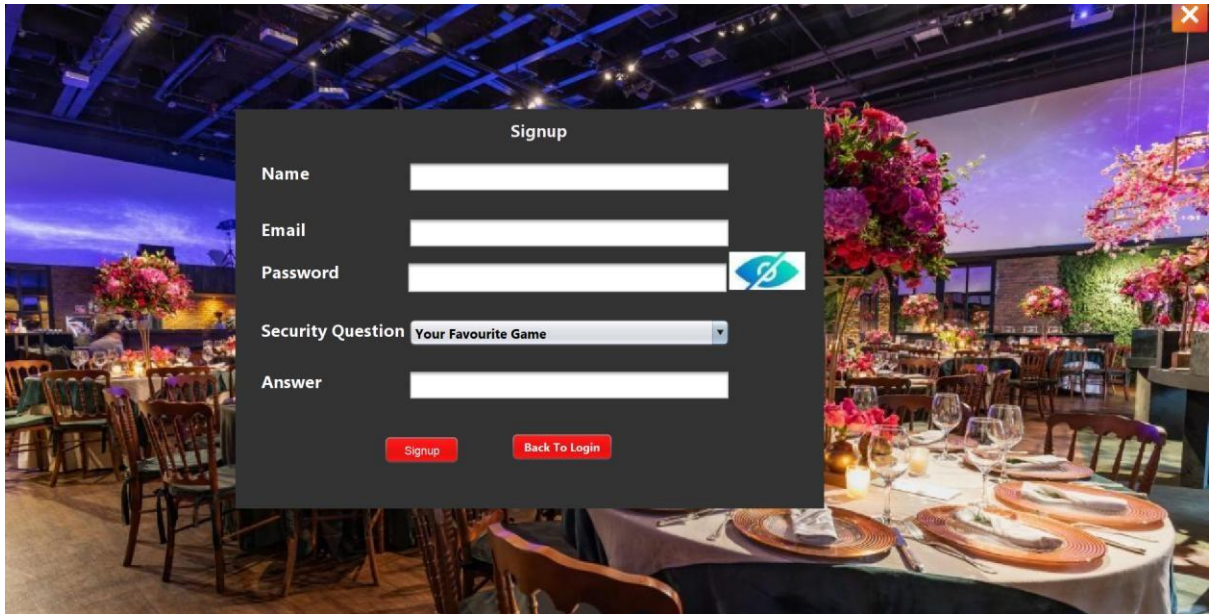 Signup
Name
Email
Password
Security Question Your Favourite Game
Answer
Signup Back To Login